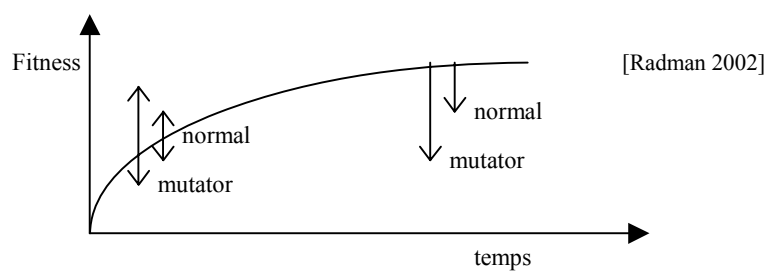 Fitness
[Radman 2002]
normal
mutator
normal
mutator
temps